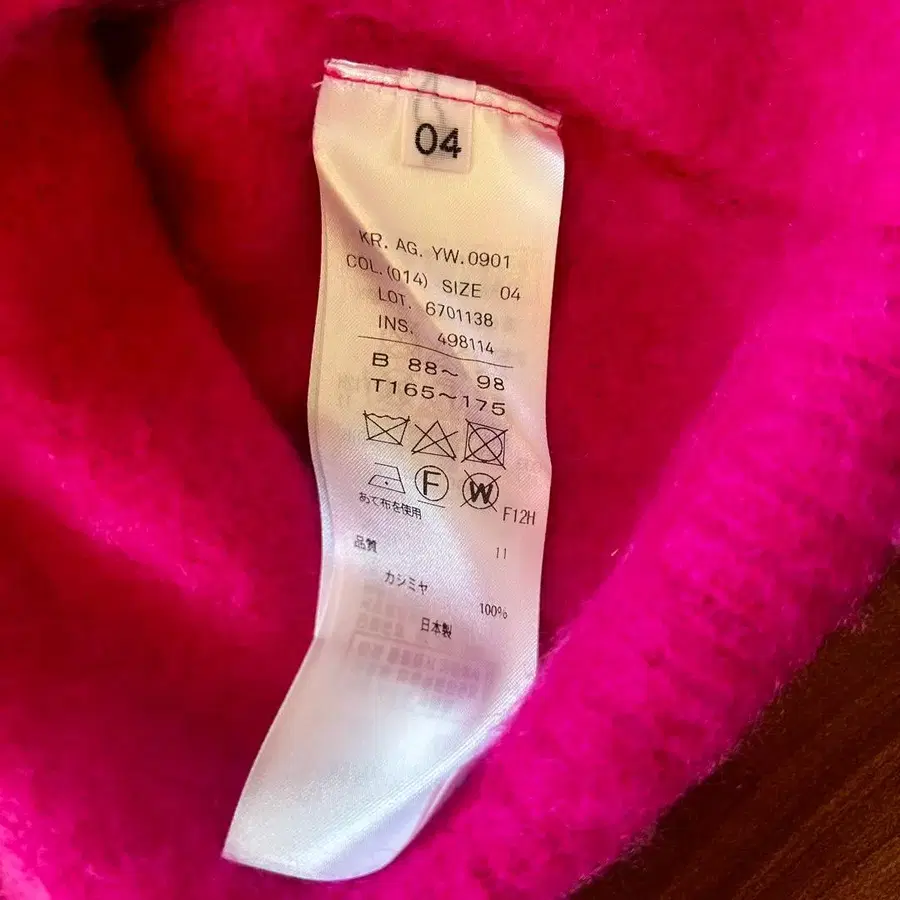 04
KR. AG. YW.0901
COL.(014) SIZE 04
LOT. 6701138
INS. 498114
B 88～ 98
T165～175
F W
あて布を使用 F12H
品質 11
カシミヤ
100%
日本製